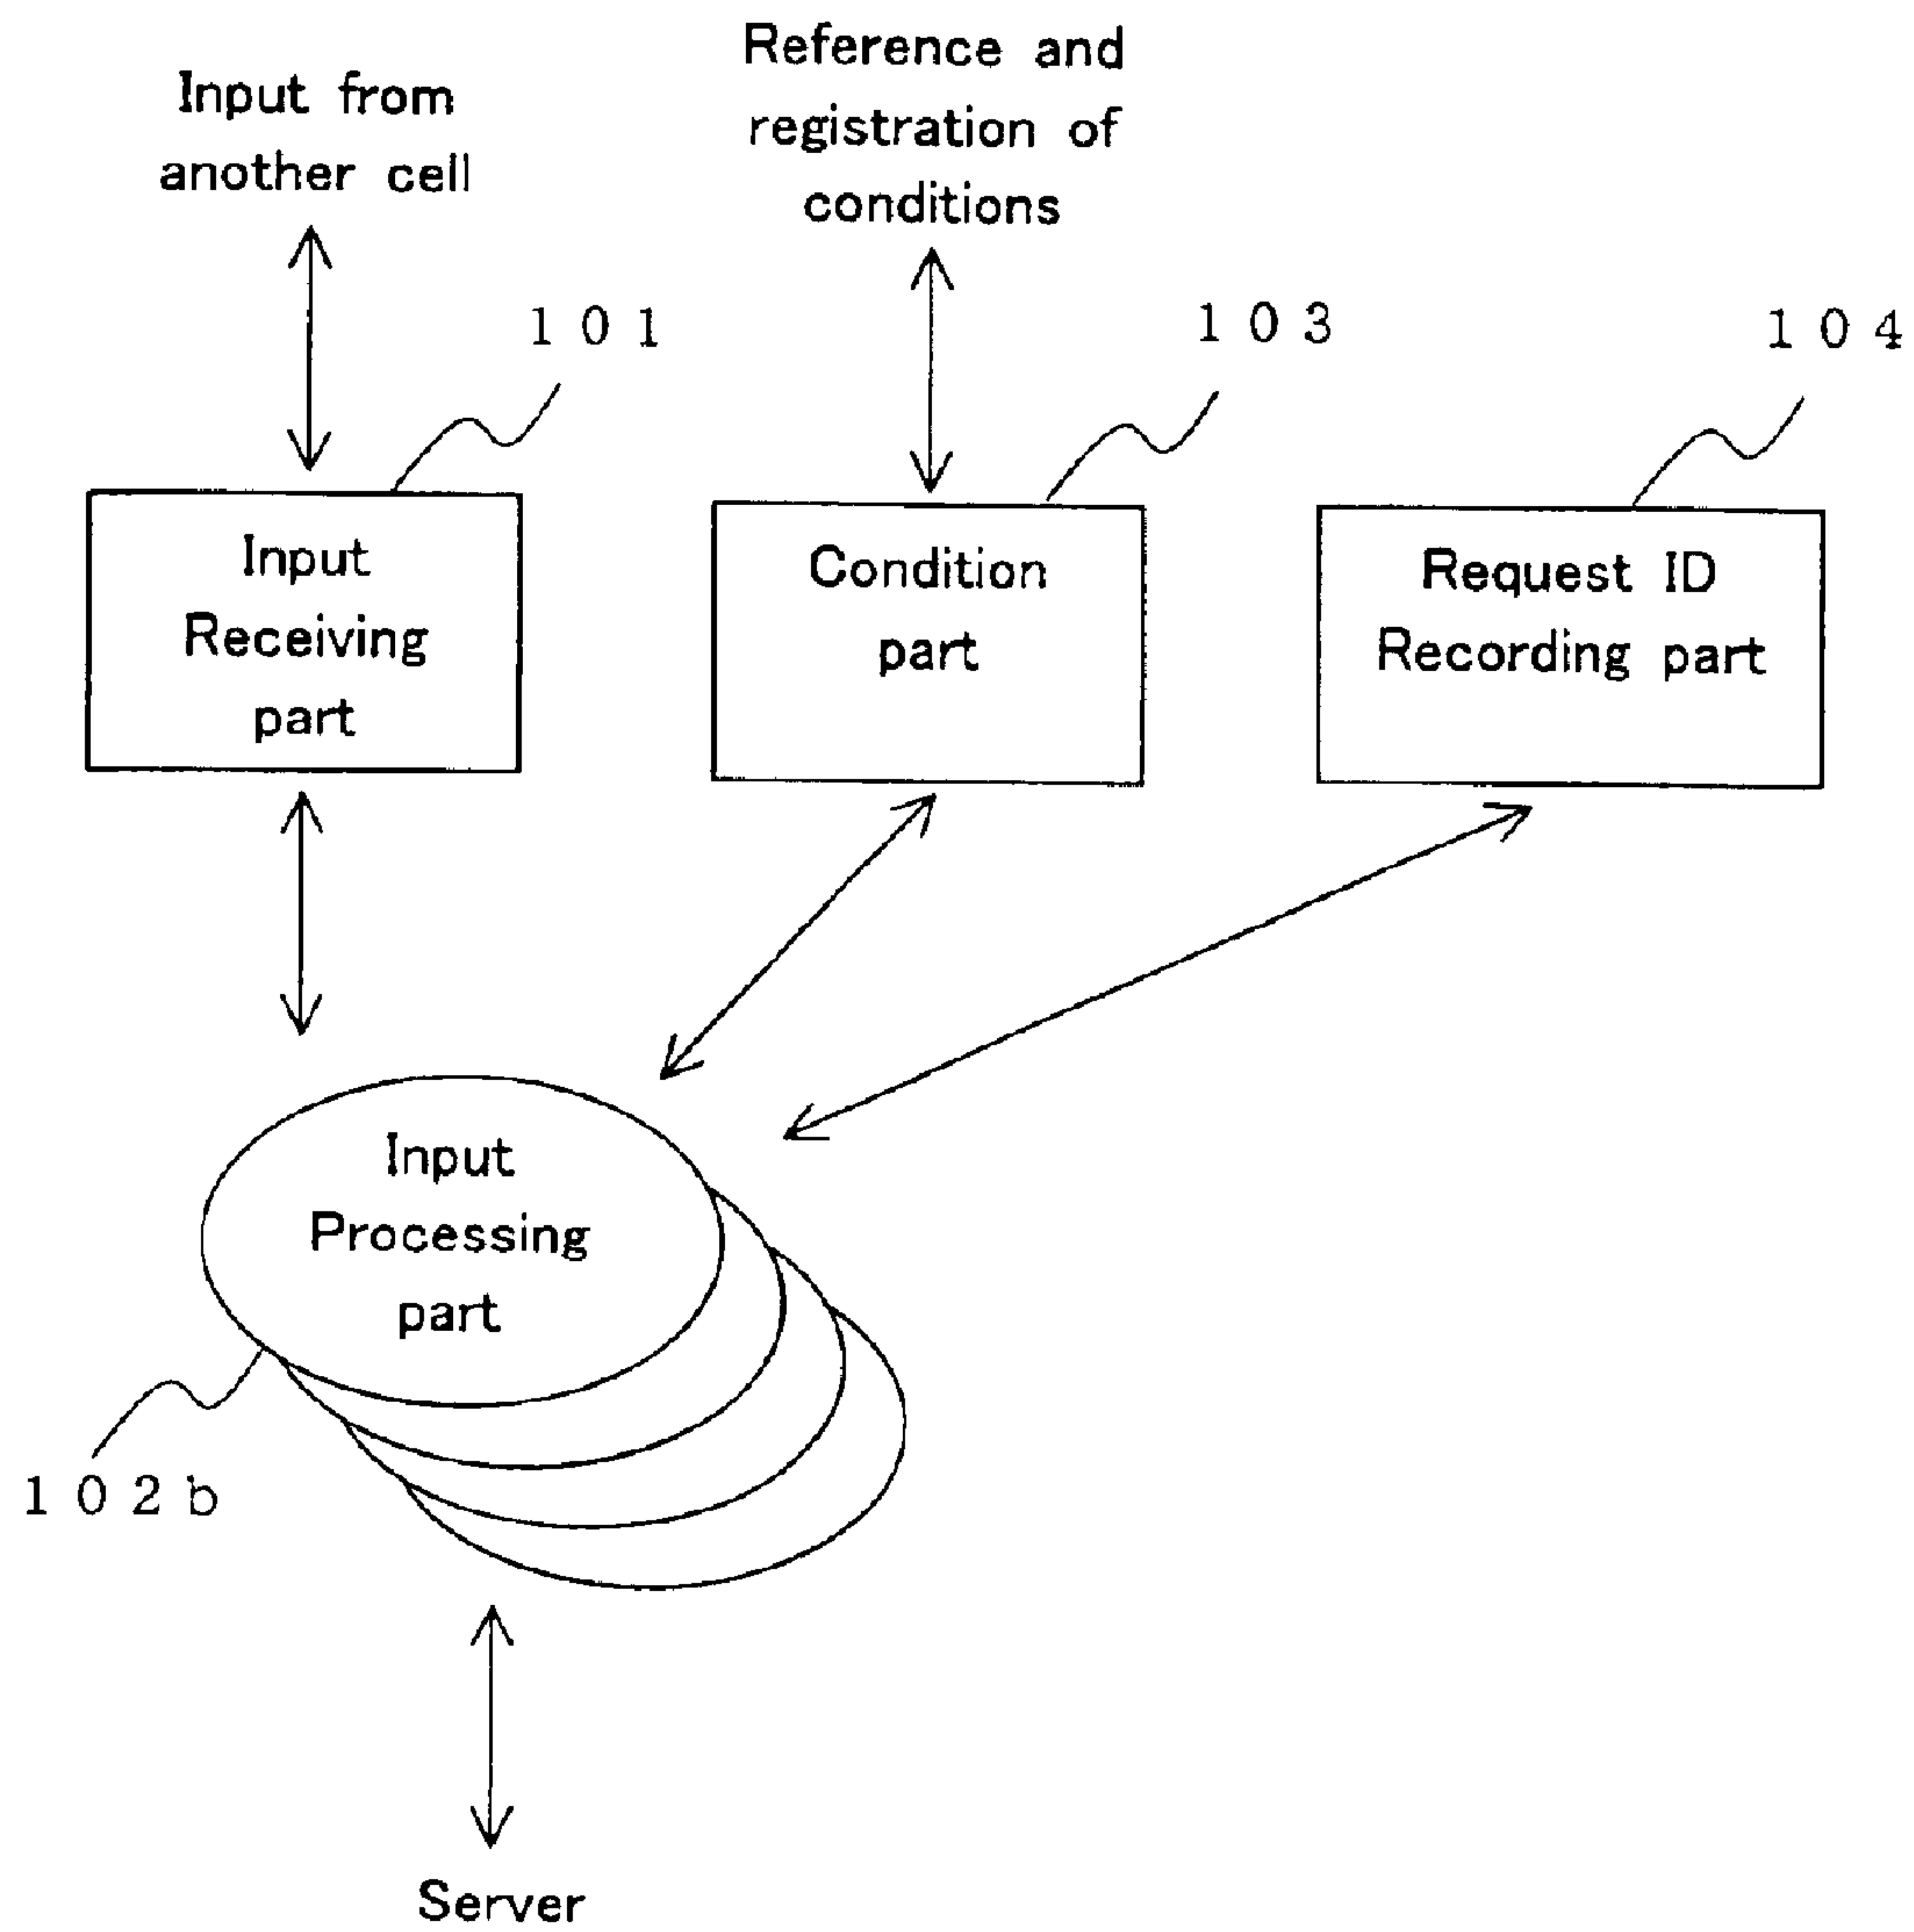 Reference and
registration of
conditions
Input from
another cell
1 0 1
1 0 3
1 0 4
Input
Receiving
part
Condition
part
Request ID
Recording part
Input
Processing
part
1 0 2 b
Server